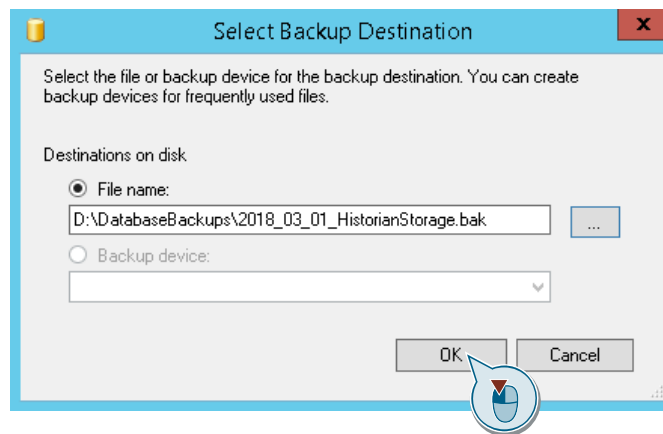 Select Backup Destination
x
Select the file or backup device for the backup destination. You can create
backup devices for frequently used files.
Destinations on disk
File name:
D:\DatabaseBackups\2018_03_01_HistorianStorage.bak
...
Backup device:
OK
Cancel